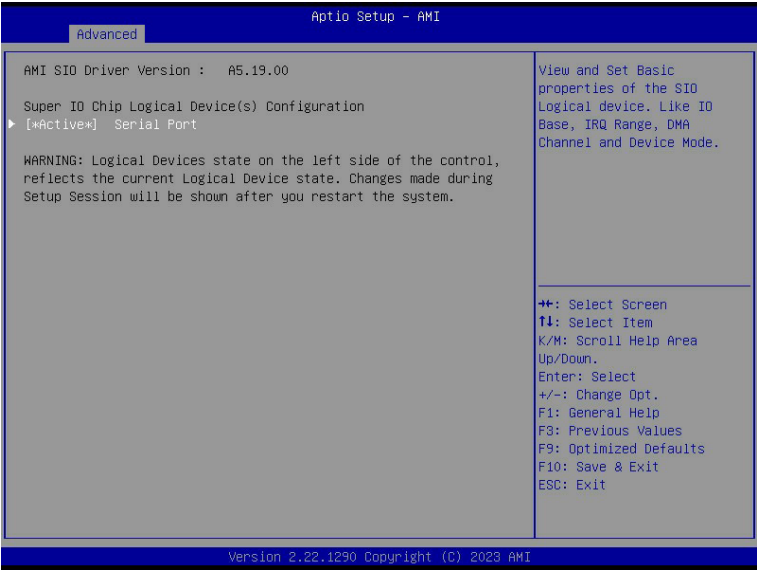 Aptio Setup – AMI
Advanced
AMI SIO Driver Version :   A5.19.00
Super IO Chip Logical Device(s) Configuration
[*Active*]  Serial Port
WARNING: Logical Devices state on the left side of the control,
reflects the current Logical Device state. Changes made during
Setup Session will be shown after you restart the system.
View and Set Basic
properties of the SIO
Logical device. Like IO
Base, IRQ Range, DMA
Channel and Device Mode.
→←: Select Screen
↑↓: Select Item
K/M: Scroll Help Area
Up/Down.
Enter: Select
+/-: Change Opt.
F1: General Help
F3: Previous Values
F9: Optimized Defaults
F10: Save & Exit
ESC: Exit
Version 2.22.1290 Copyright (C) 2023 AMI